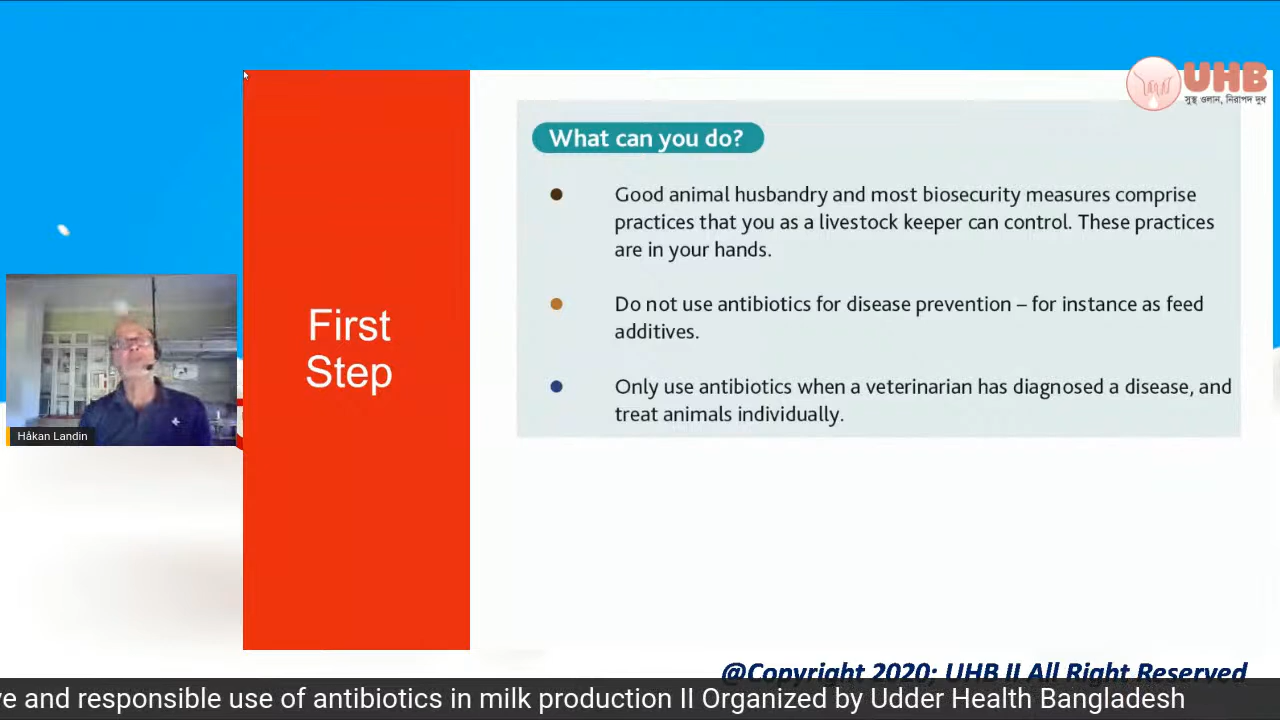 UHB
সুস্থ ওলান, নিরাপদ দুধ
What can you do?
Good animal husbandry and most biosecurity measures comprise
practices that you as a livestock keeper can control. These practices
are in your hands.
Do not use antibiotics for disease prevention – for instance as feed
additives.
Only use antibiotics when a veterinarian has diagnosed a disease, and
treat animals individually.
First
Step
Håkan Landin
@Copyright 2020; UHB II All Right Reserved
and responsible use of antibiotics in milk production II Organized by Udder Health Bangladesh